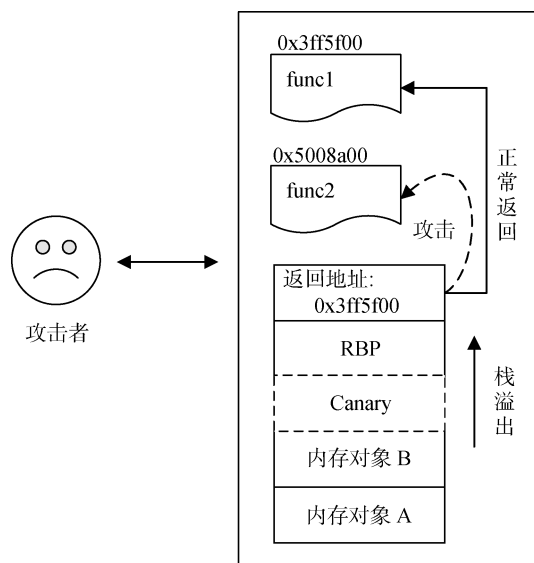 0x3ff5f00
func1
0x5008a00
func2
正常返回
攻击
返回地址:
0x3ff5f00
RBP
Canary
内存对象 B
内存对象 A
栈溢出
攻击者